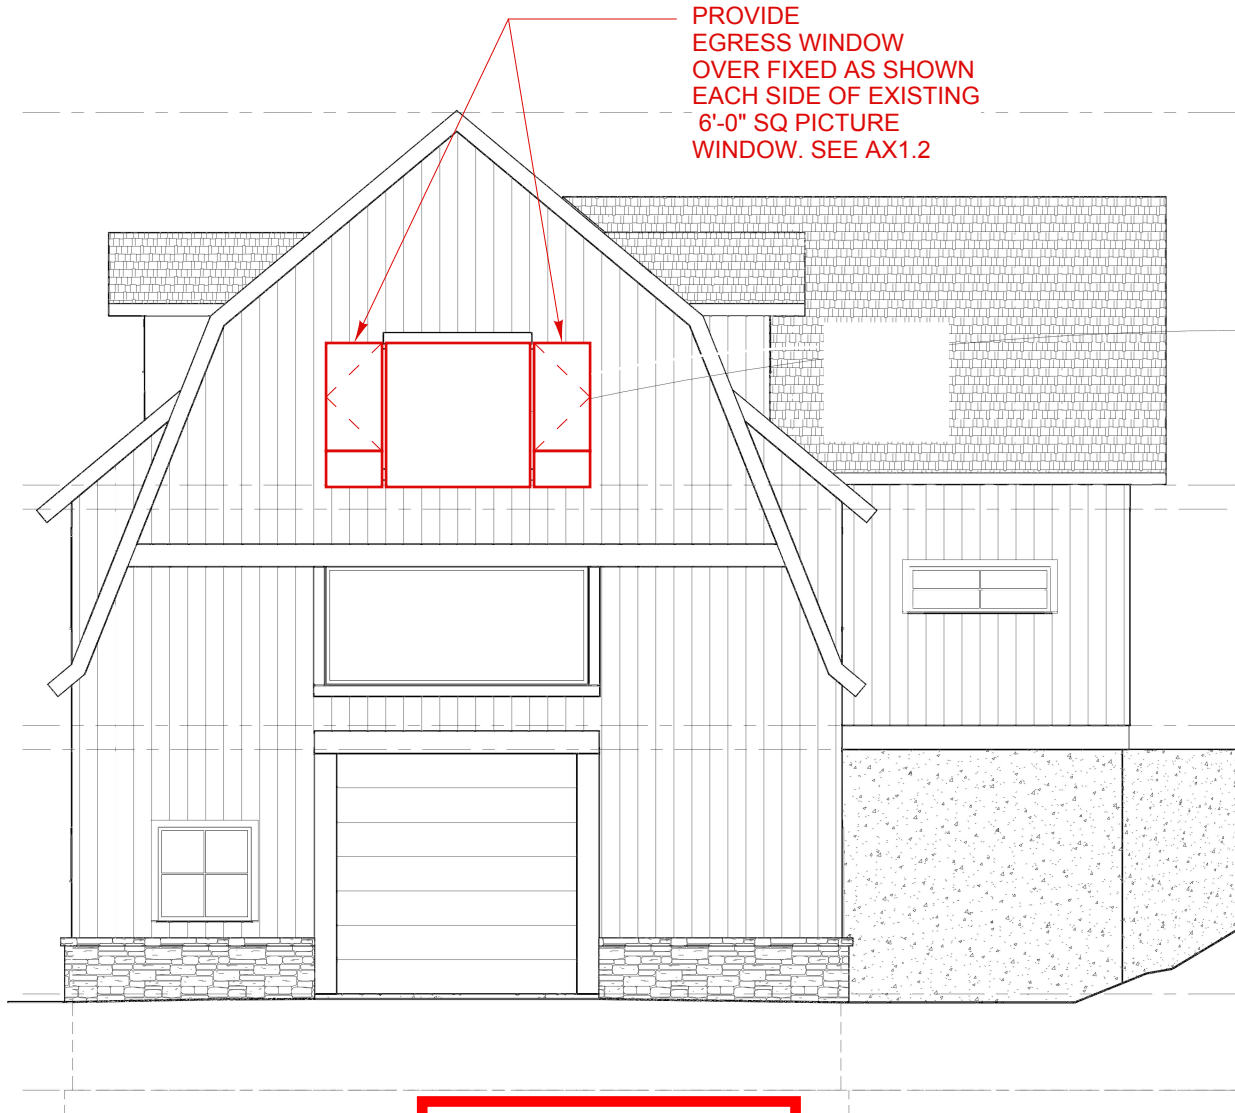 PROVIDE
EGRESS WINDOW
OVER FIXED AS SHOWN
EACH SIDE OF EXISTING
6'-0" SQ PICTURE
WINDOW. SEE AX1.2